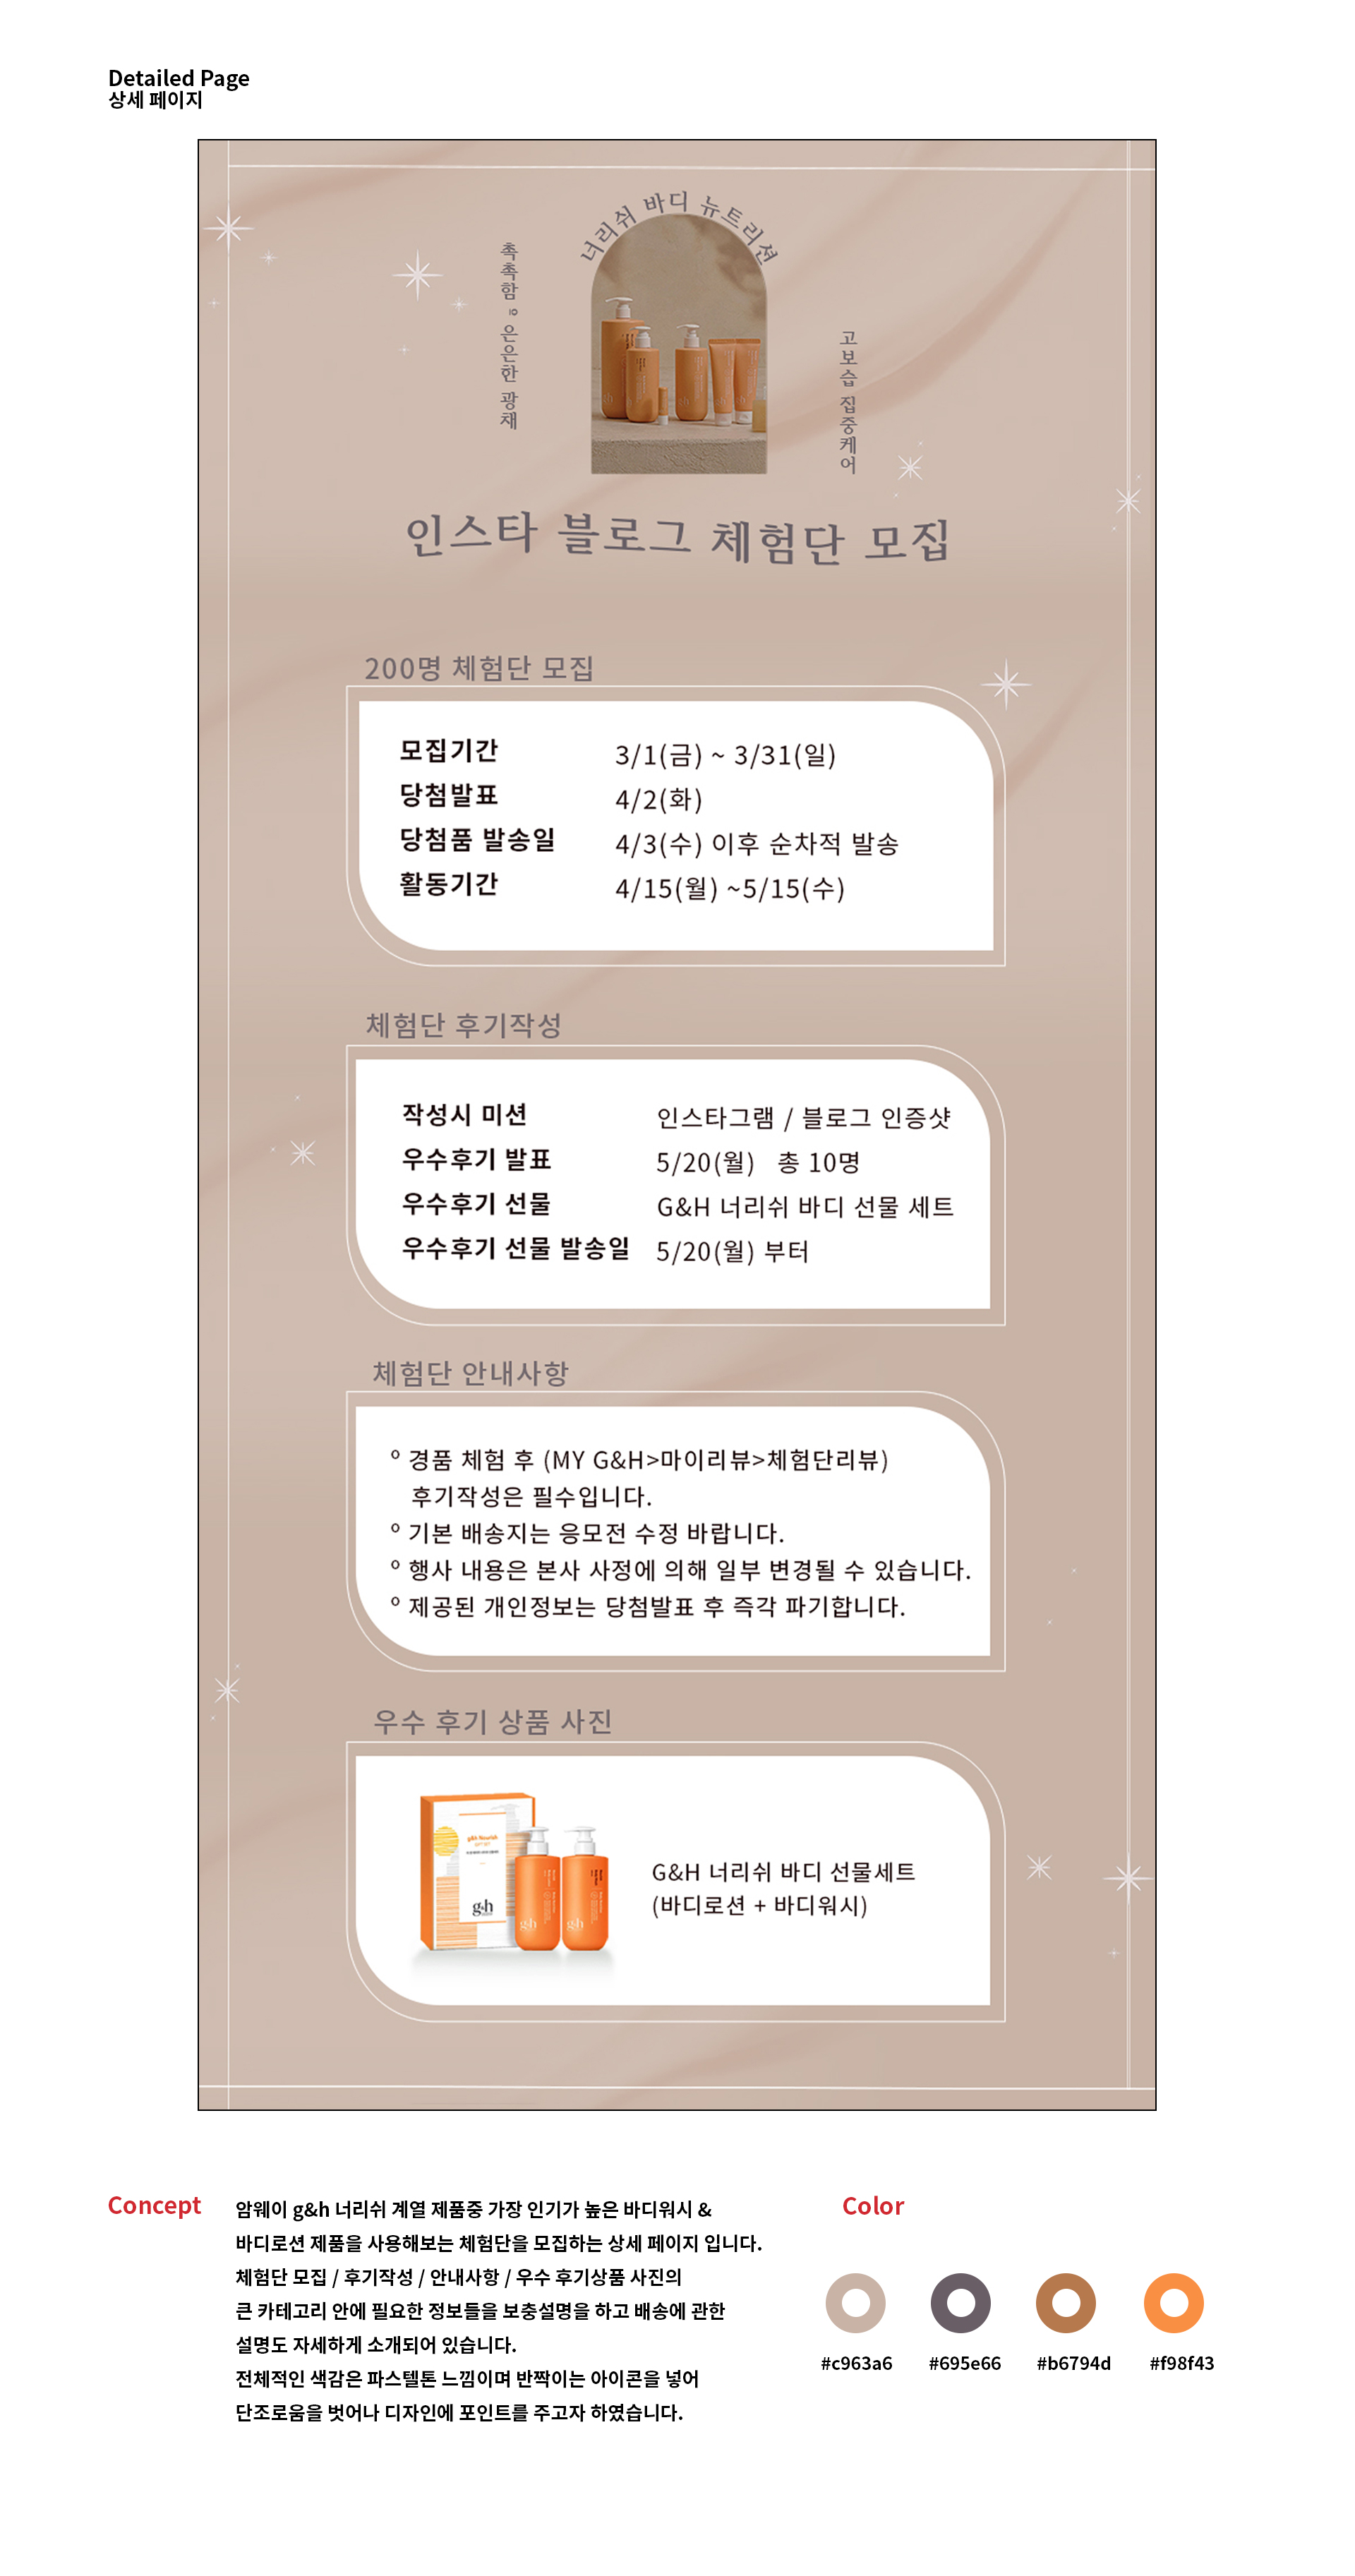 Detailed Page
상세 페이지
너리쉬 바디 뉴트리션
촉촉함 은은한 광채
고보습 집중케어
인스타 블로그 체험단 모집
200명 체험단 모집
모집기간 3/1(금) ~ 3/31(일)
당첨발표 4/2(화)
당첨품 발송일 4/3(수) 이후 순차적 발송
활동기간 4/15(월) ~5/15(수)
체험단 후기작성
작성시 미션 인스타그램 / 블로그 인증샷
우수후기 발표 5/20(월) 총 10명
우수후기 선물 G&H 너리쉬 바디 선물 세트
우수후기 선물 발송일 5/20(월) 부터
체험단 안내사항
º 경품 체험 후 (MY G&H>마이리뷰>체험단리뷰)
후기작성은 필수입니다.
º 기본 배송지는 응모전 수정 바랍니다.
º 행사 내용은 본사 사정에 의해 일부 변경될 수 있습니다.
º 제공된 개인정보는 당첨발표 후 즉각 파기합니다.
우수 후기 상품 사진
g&h Nourish
g&h
g&h
g&h
G&H 너리쉬 바디 선물세트
(바디로션 + 바디워시)
Concept
암웨이 g&h 너리쉬 계열 제품중 가장 인기가 높은 바디워시 &
바디로션 제품을 사용해보는 체험단을 모집하는 상세 페이지 입니다.
체험단 모집 / 후기작성 / 안내사항 / 우수 후기상품 사진의
큰 카테고리 안에 필요한 정보들을 보충설명을 하고 배송에 관한
설명도 자세하게 소개되어 있습니다.
전체적인 색감은 파스텔톤 느낌이며 반짝이는 아이콘을 넣어
단조로움을 벗어나 디자인에 포인트를 주고자 하였습니다.
Color
#c963a6 #695e66 #b6794d #f98f43